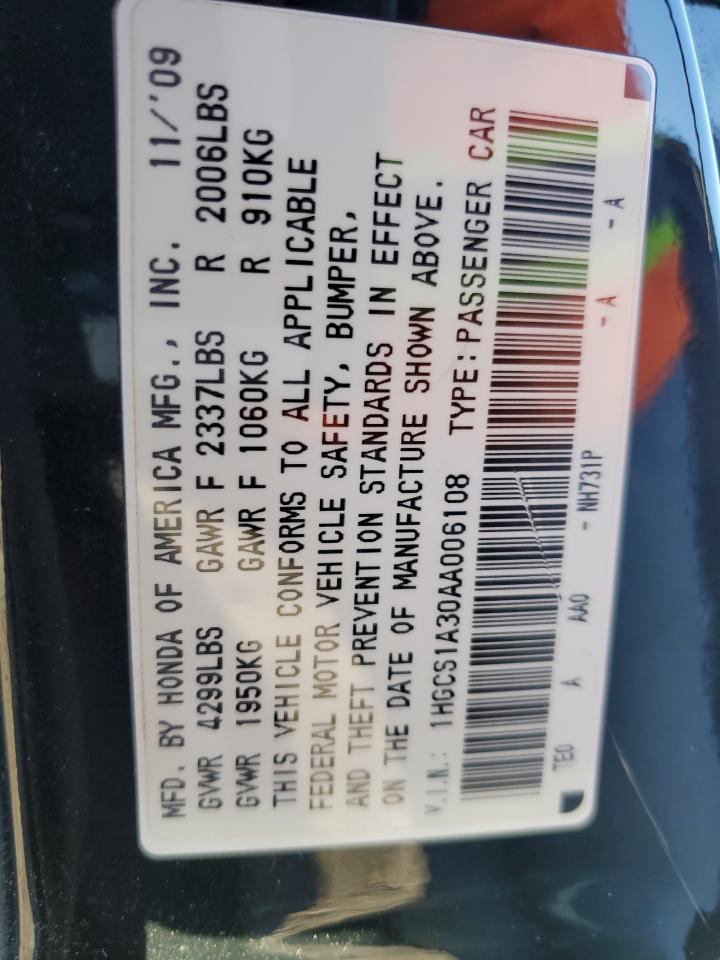 MFD. BY HONDA OF AMERICA MFG., INC. 11/'09
GVWR 4299LBS GAWR F 2337LBS R 2006LBS
GVWR 1950KG GAWR F 1060KG R 910KG
THIS VEHICLE CONFORMS TO ALL APPLICABLE
FEDERAL MOTOR VEHICLE SAFETY, BUMPER,
AND THEFT PREVENTION STANDARDS IN EFFECT
ON THE DATE OF MANUFACTURE SHOWN ABOVE.
V.I.N.: 1HGCS1A30AA006108 TYPE:PASSENGER CAR
TE0 A AA0 - NH731P - A - A